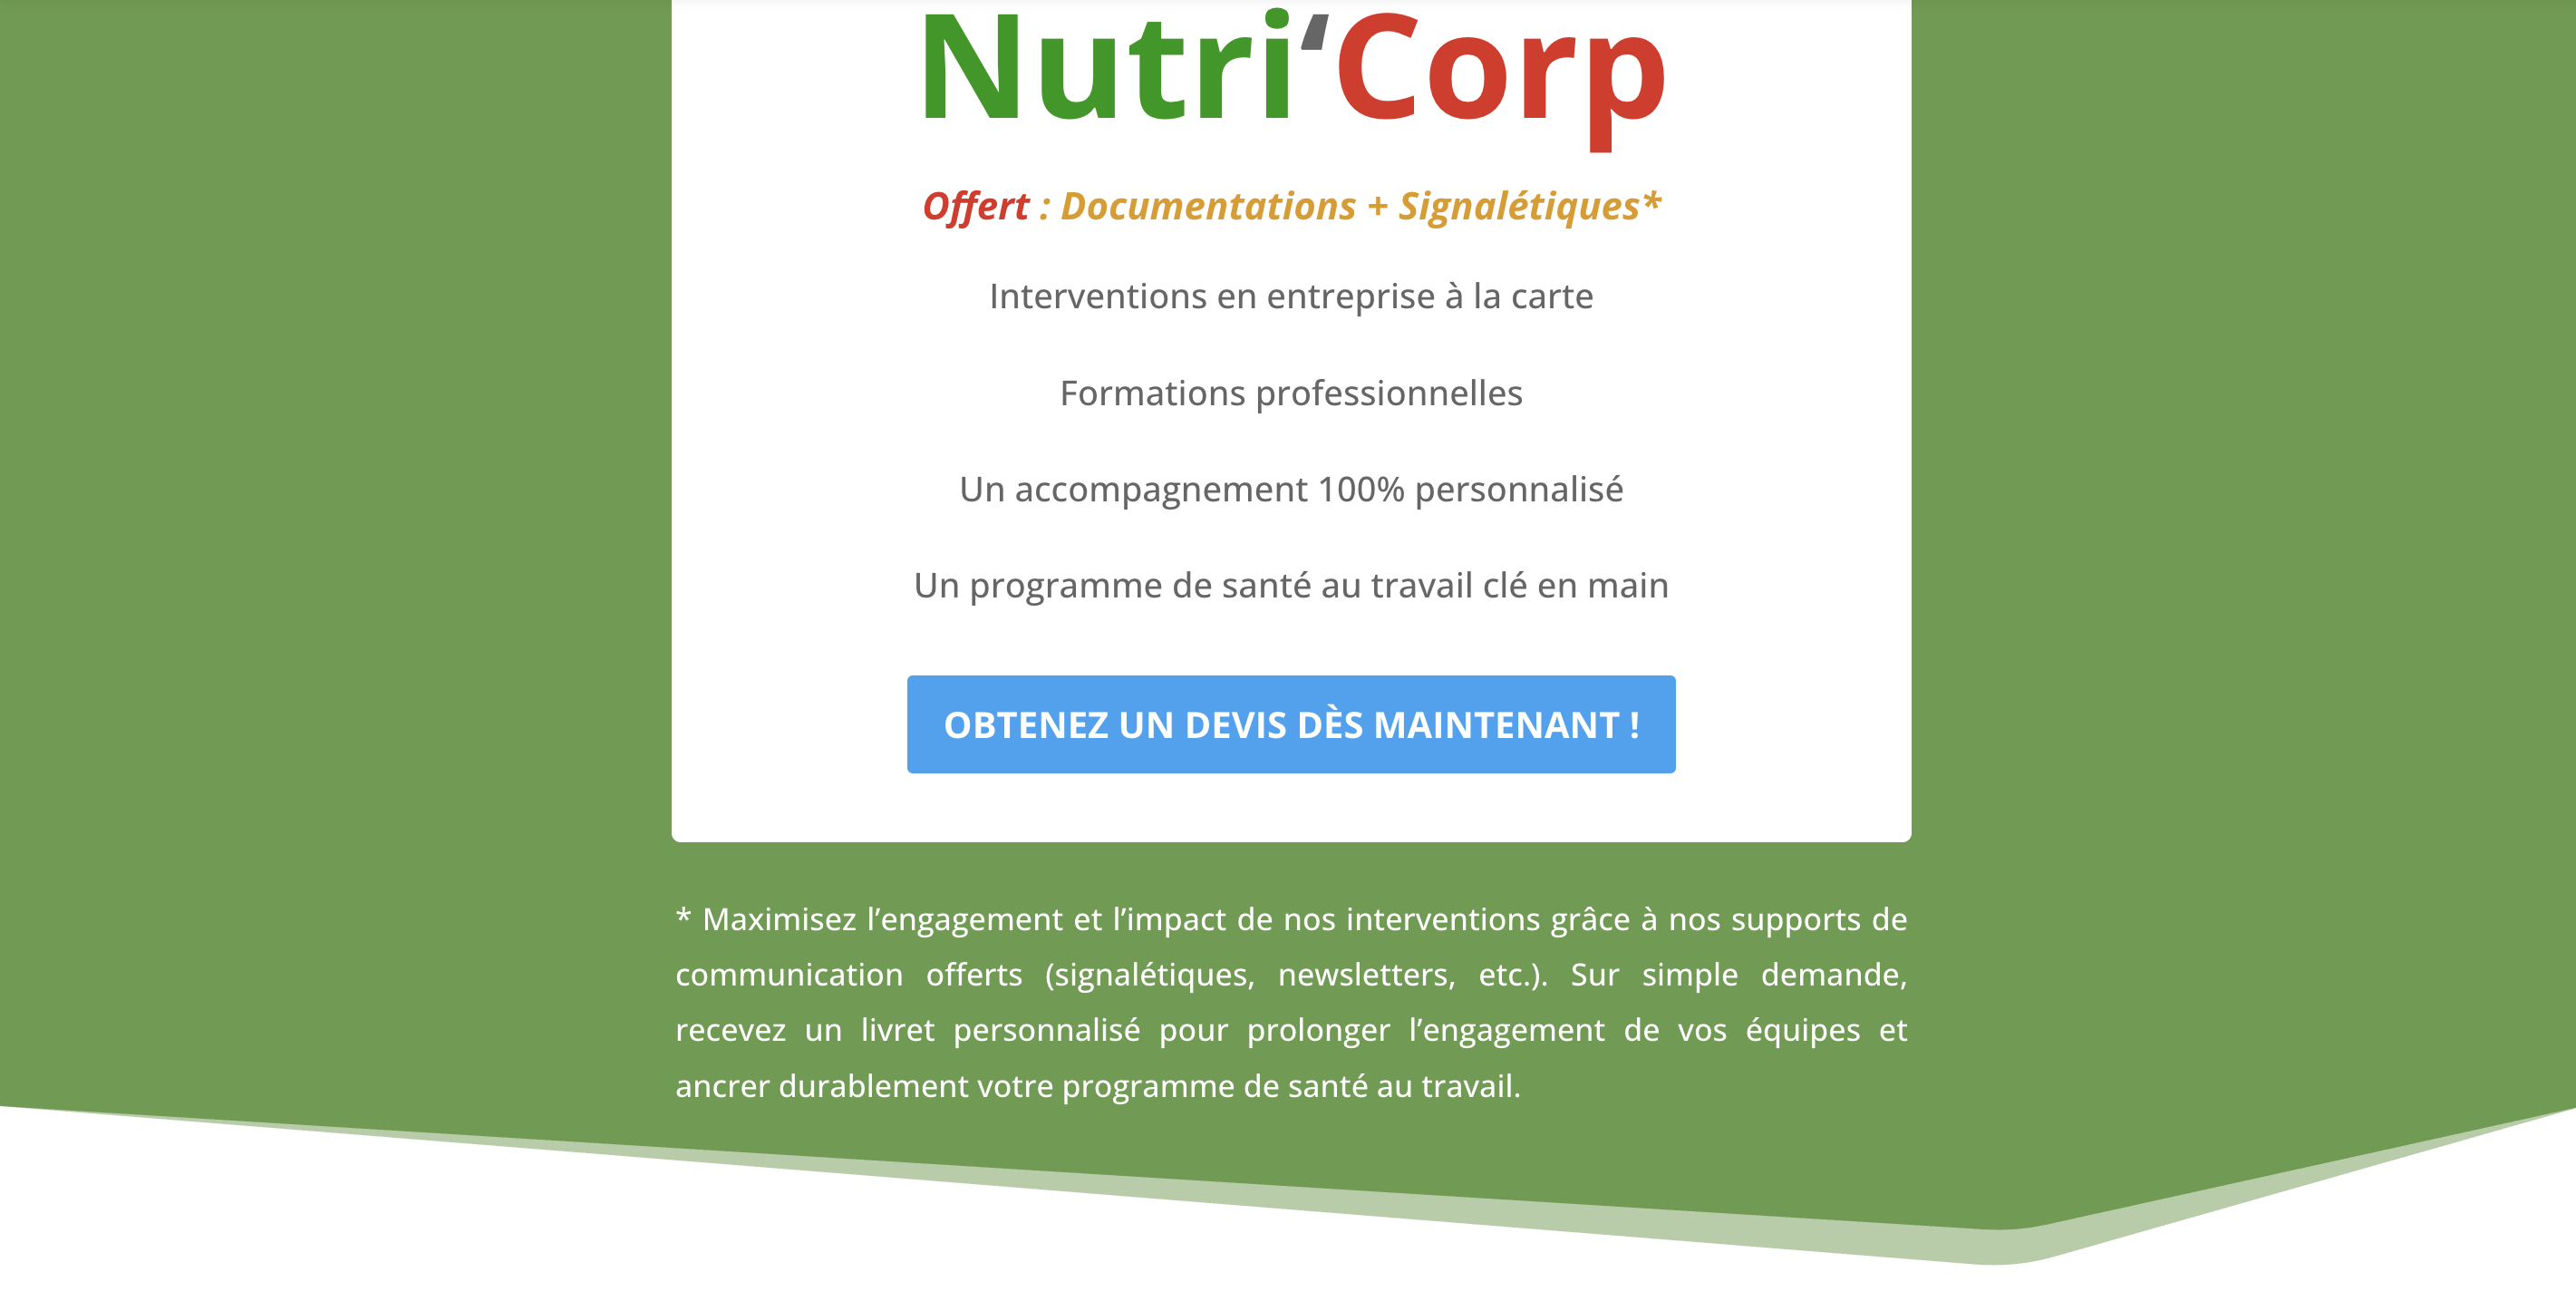 Nutri‘Corp
Offert : Documentations + Signalétiques*
Interventions en entreprise à la carte
Formations professionnelles
Un accompagnement 100% personnalisé
Un programme de santé au travail clé en main
OBTENEZ UN DEVIS DÈS MAINTENANT !
* Maximisez l’engagement et l’impact de nos interventions grâce à nos supports de
communication offerts (signalétiques, newsletters, etc.). Sur simple demande,
recevez un livret personnalisé pour prolonger l’engagement de vos équipes et
ancrer durablement votre programme de santé au travail.